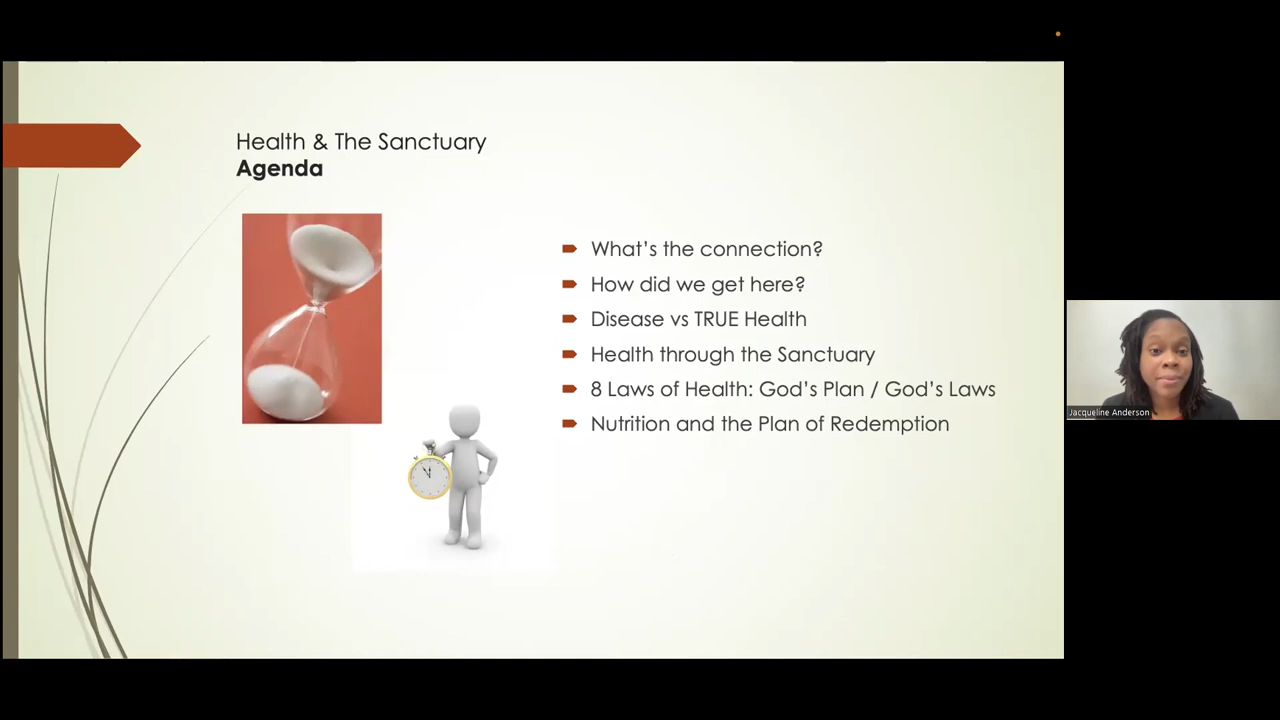 Health & The Sanctuary
Agenda
What's the connection?
How did we get here?
Disease vs TRUE Health
Health through the Sanctuary
8 Laws of Health: God's Plan / God's Laws
Nutrition and the Plan of Redemption
Jacqueline Anderson